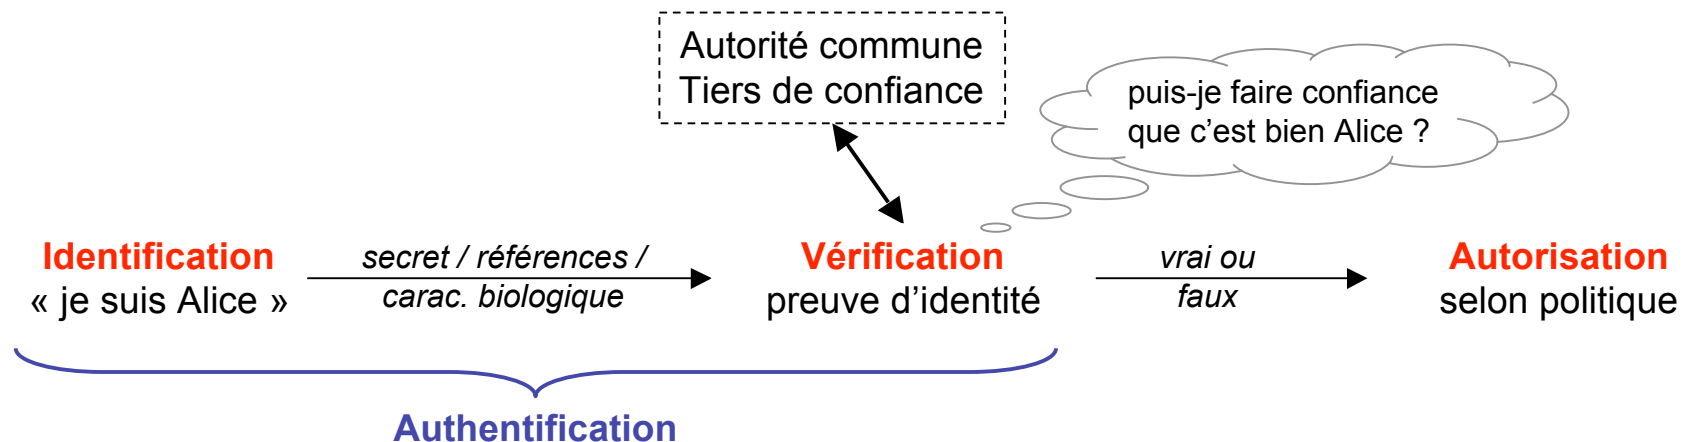 Autorité commune
Tiers de confiance
puis-je faire confiance
que c’est bien Alice ?
Identification
« je suis Alice »
secret / références /
carac. biologique
Vérification
preuve d’identité
vrai ou
faux
Autorisation
selon politique
Authentification